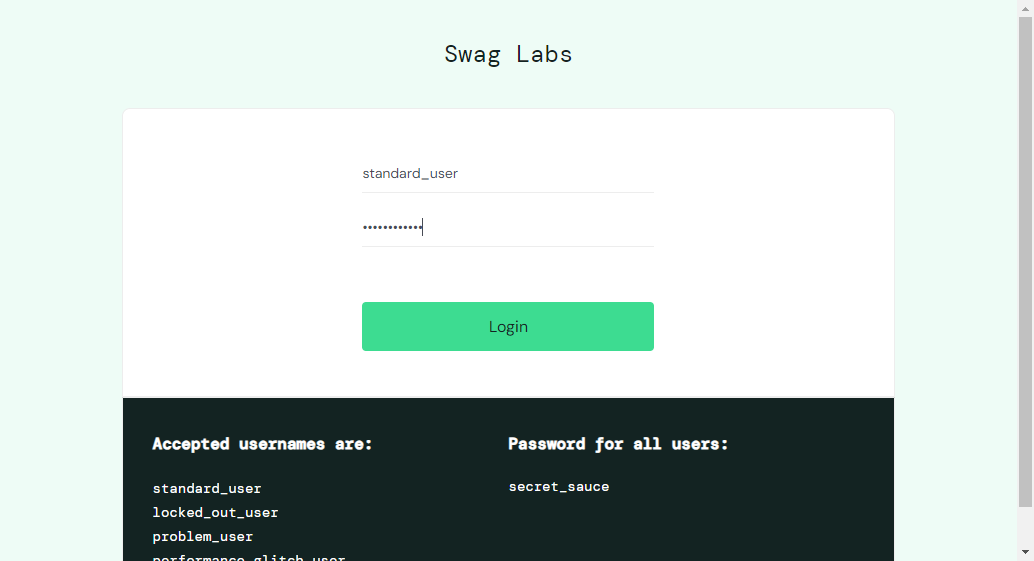 Swag Labs
standard_user
••••••••••••
Login
Accepted usernames are:
standard_user
locked_out_user
problem_user
performance_glitch_user
Password for all users:
secret_sauce